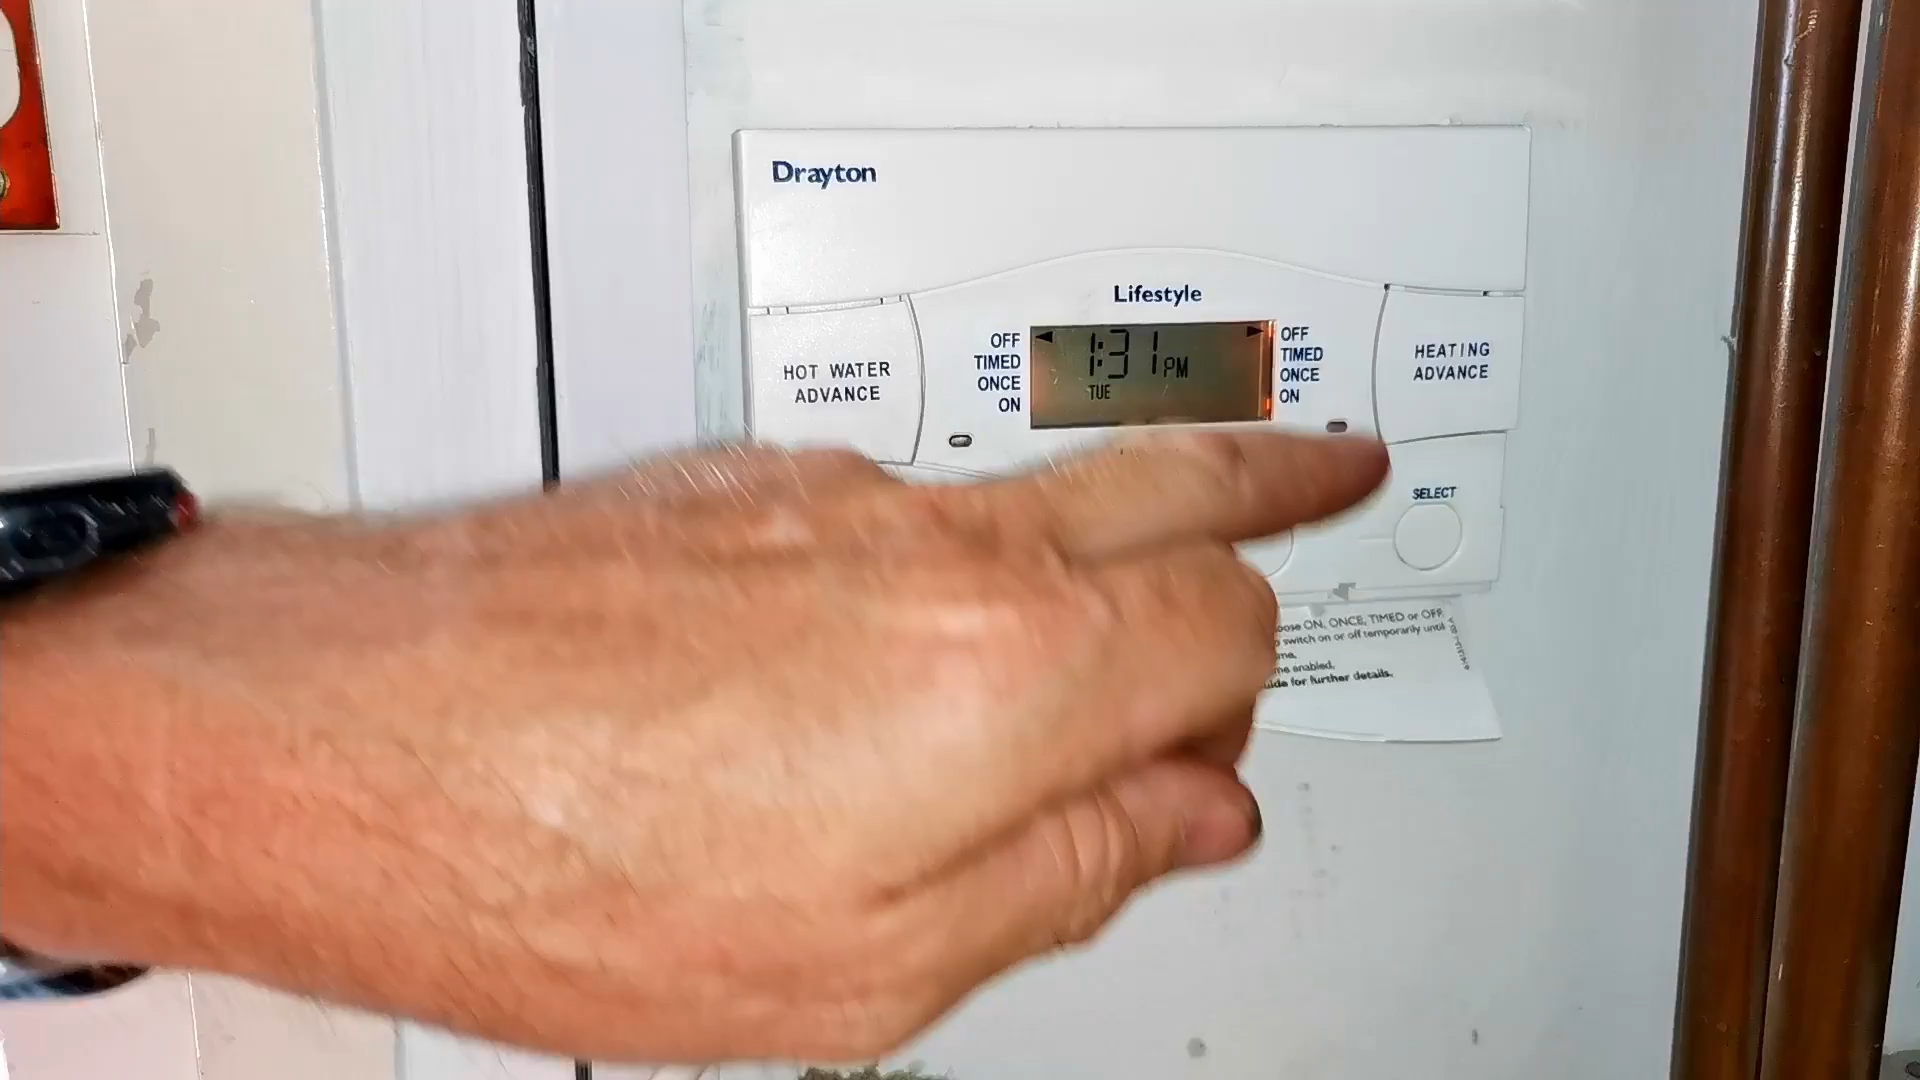 Drayton
Lifestyle
HOT WATER
ADVANCE
OFF
TIMED
ONCE
ON
1:31 PM
TUE
OFF
TIMED
ONCE
ON
HEATING
ADVANCE
SELECT
ON, ONCE, TIMED or OFF
switch on or off temporarily until
enabled.
for further details.